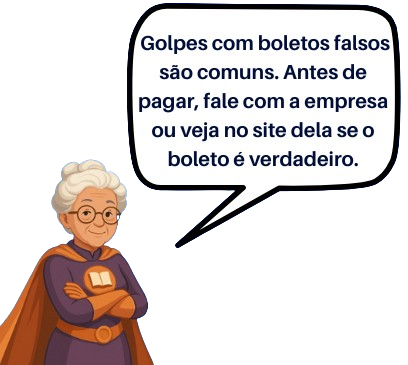 Golpes com boletos falsos
são comuns. Antes de
pagar, fale com a empresa
ou veja no site dela se o
boleto é verdadeiro.